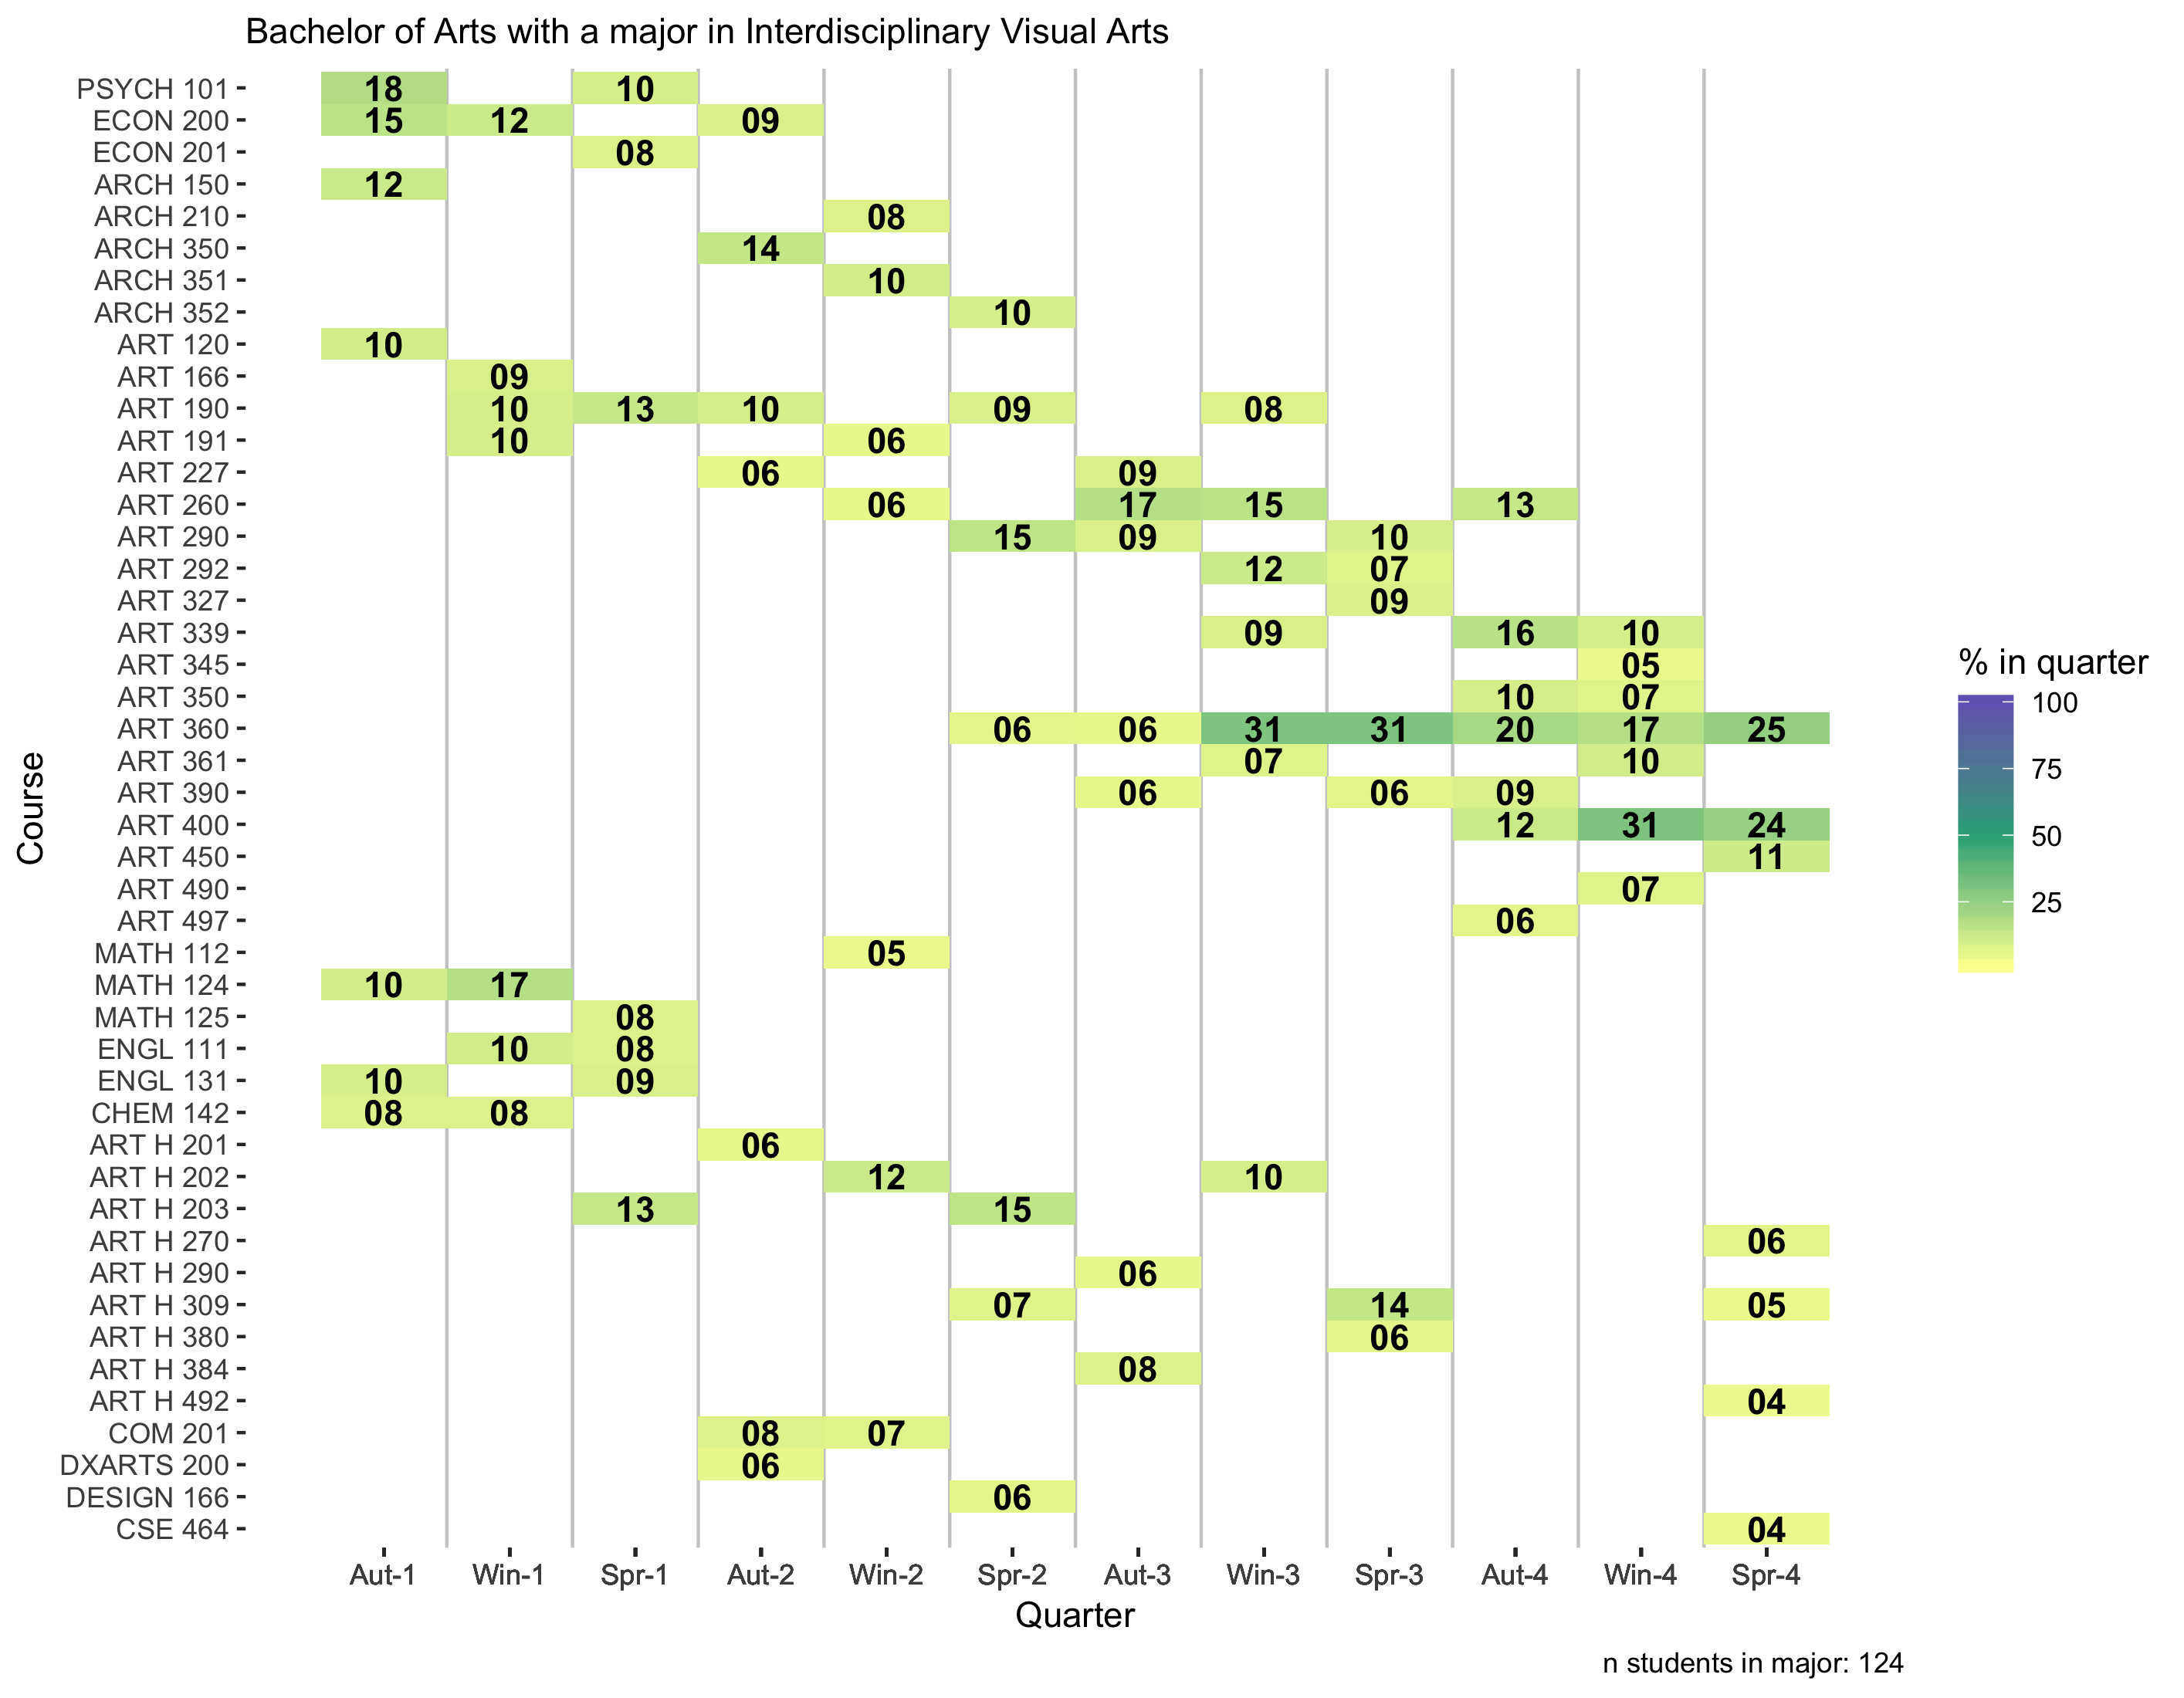 Bachelor of Arts with a major in Interdisciplinary Visual Arts
PSYCH 101 18 10
ECON 200 15 12 09
ECON 201 08
ARCH 150 12
ARCH 210 08
ARCH 350 14
ARCH 351 10
ARCH 352 10
ART 120 10
ART 166 09
ART 190 10 13 10 09 08
ART 191 10 06
ART 227 06 09
ART 260 06 17 15 13
ART 290 15 09 10
ART 292 12 07
ART 327 09
ART 339 09 16 10
ART 345 05
ART 350 10 07
ART 360 06 06 31 31 20 17 25
ART 361 07 10
ART 390 06 06 09
ART 400 12 31 24
ART 450 11
ART 490 07
ART 497 06
MATH 112 05
MATH 124 10 17
MATH 125 08
ENGL 111 10 08
ENGL 131 10 09
CHEM 142 08 08
ART H 201 06
ART H 202 12 10
ART H 203 13 15
ART H 270 06
ART H 290 06
ART H 309 07 14 05
ART H 380 06
ART H 384 08
ART H 492 04
COM 201 08 07
DXARTS 200 06
DESIGN 166 06
CSE 464 04
Aut-1 Win-1 Spr-1 Aut-2 Win-2 Spr-2 Aut-3 Win-3 Spr-3 Aut-4 Win-4 Spr-4
Quarter
Course
% in quarter
100
75
50
25
n students in major: 124